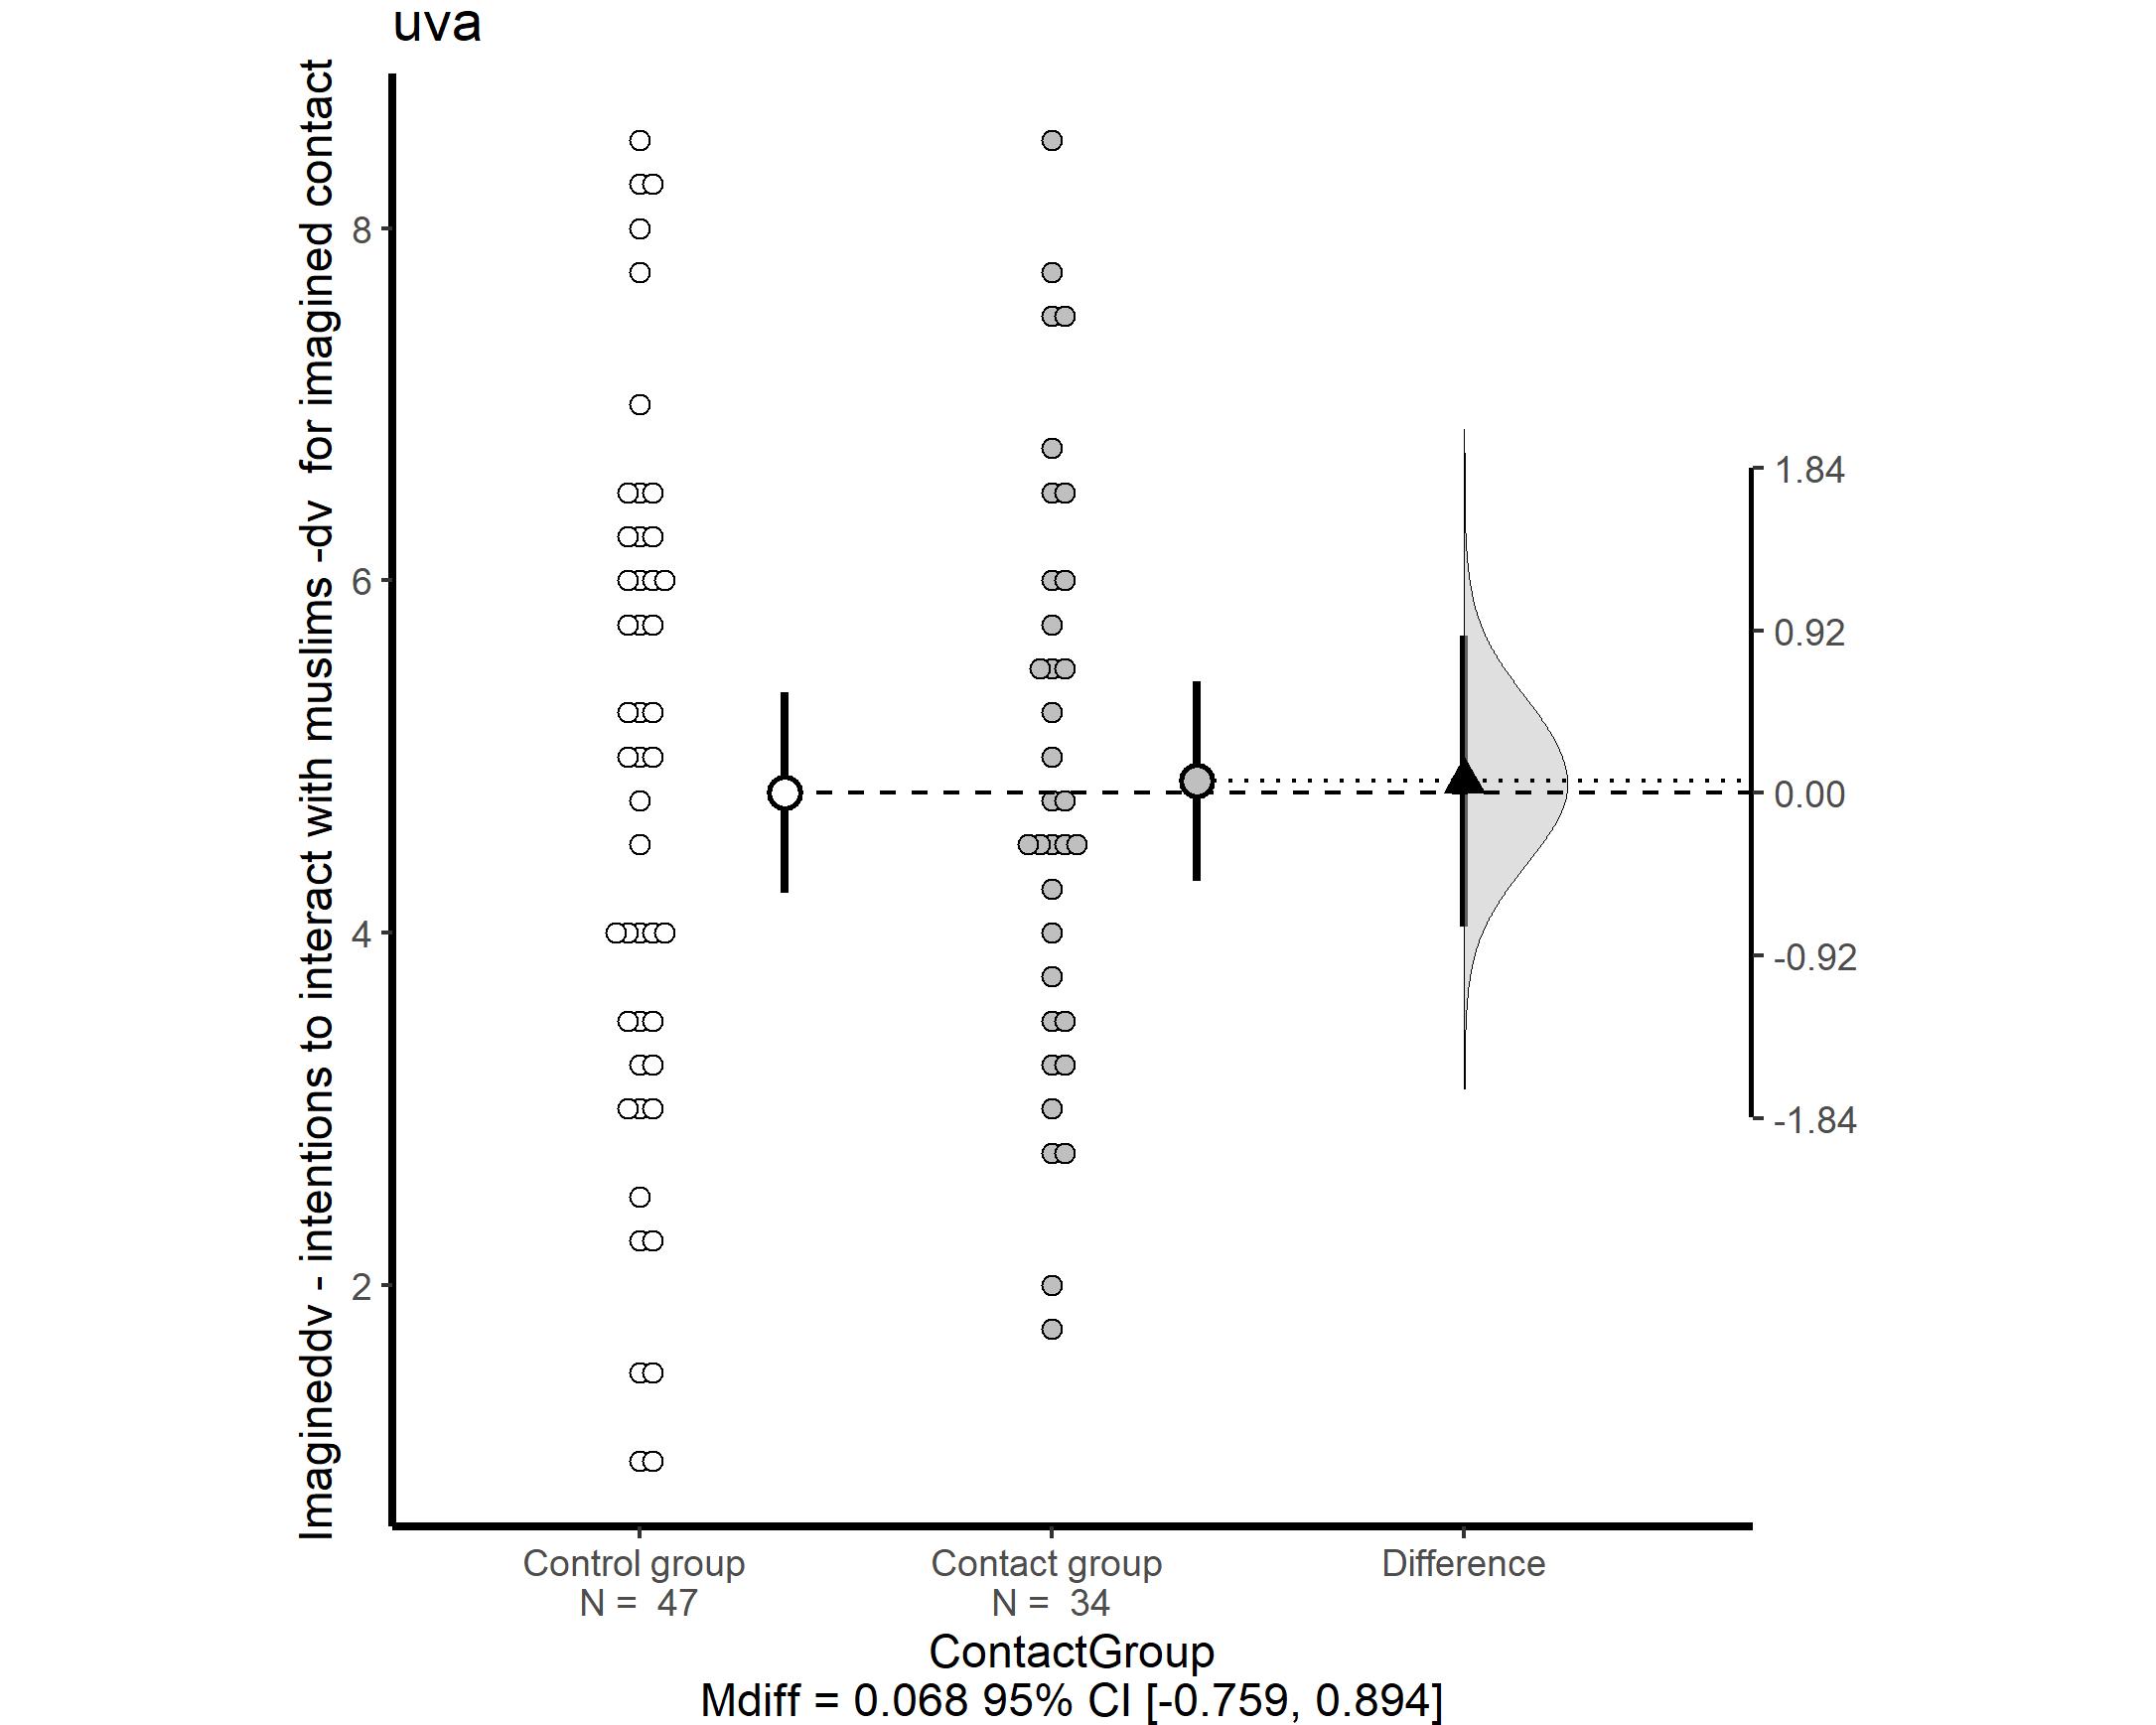 uva
Imagineddv - intentions to interact with muslims -dv  for imagined contact
8
6
4
2
1.84
0.92
0.00
-0.92
-1.84
Control group
N =  47
Contact group
N =  34
Difference
ContactGroup
Mdiff = 0.068 95% CI [-0.759, 0.894]